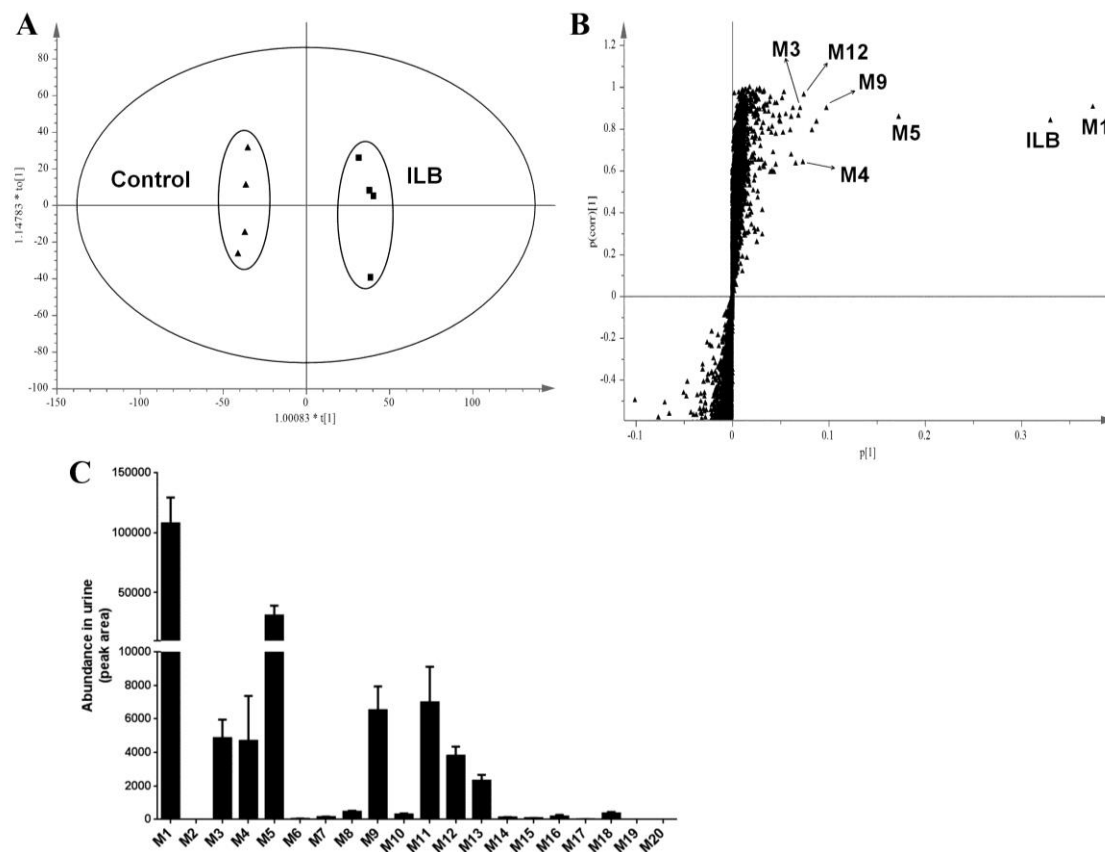 A
1.14783 * to[1]
80
60
40
20
0
-20
-40
-60
-80
-100
Control
ILB
-150
-100
-50
0
50
100
1.00083 * t[1]
B
p(corr)[1]
1.2
1
0.8
0.6
0.4
0.2
0
-0.2
-0.4
M3
M12
M9
M5
ILB
M1
M4
-0.1
0
0.1
0.2
0.3
p[1]
C
Abundance in urine
(peak area)
150000
100000
50000
10000
8000
6000
4000
2000
0
M1
M2
M3
M4
M5
M6
M7
M8
M9
M10
M11
M12
M13
M14
M15
M16
M17
M18
M19
M20